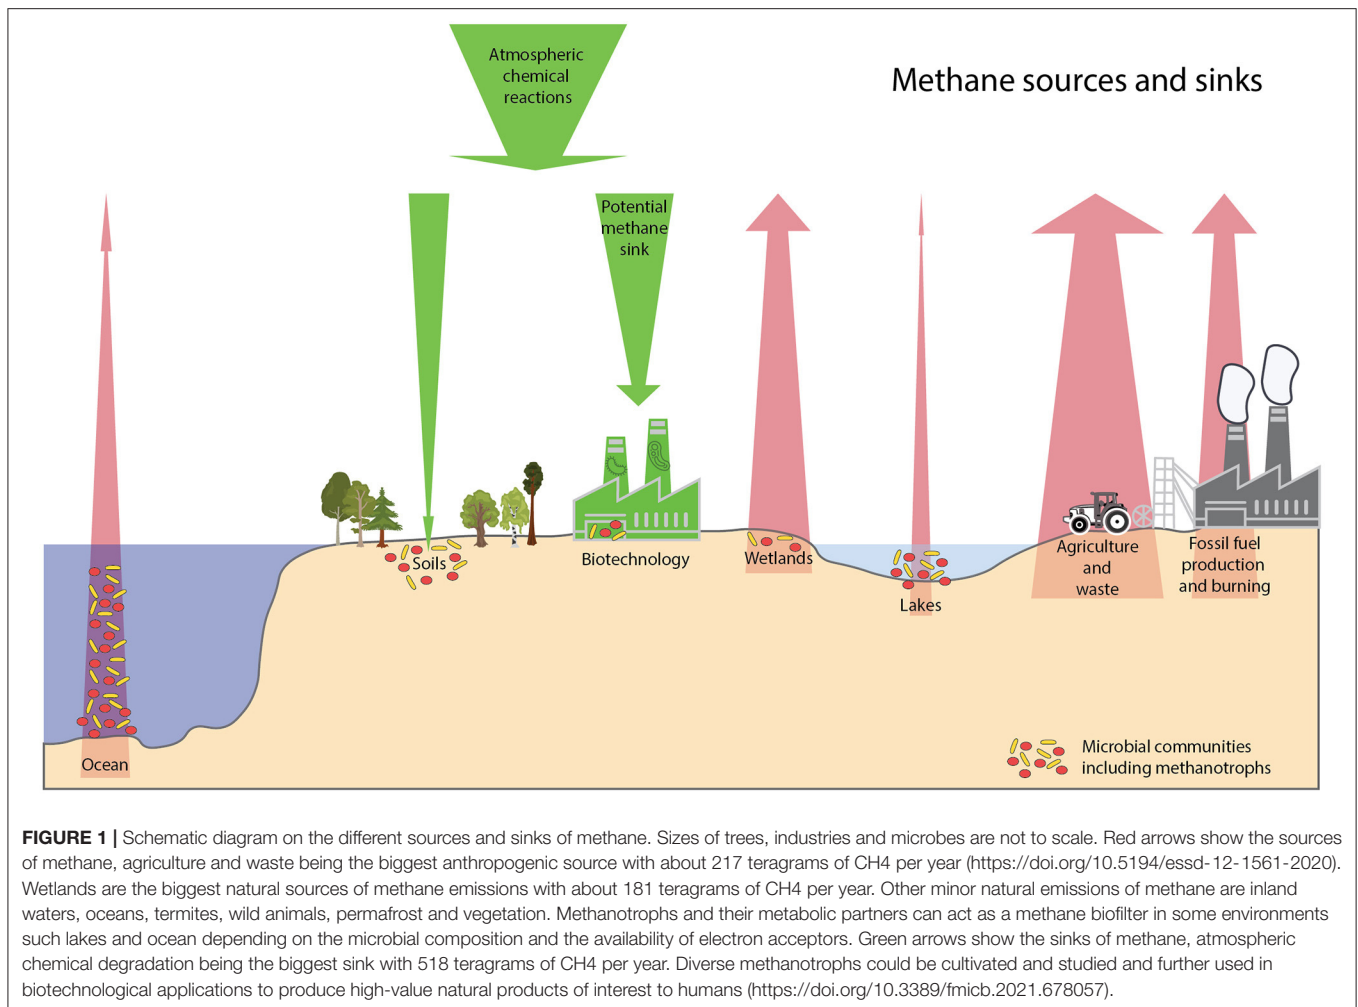 Methane sources and sinks
Atmospheric
chemical
reactions
Potential
methane
sink
Soils
Biotechnology
Wetlands
Lakes
Agriculture
and
waste
Fossil fuel
production
and burning
Ocean
Microbial communities
including methanotrophs
FIGURE 1 | Schematic diagram on the different sources and sinks of methane. Sizes of trees, industries and microbes are not to scale. Red arrows show the sources
of methane, agriculture and waste being the biggest anthropogenic source with about 217 teragrams of CH4 per year (https://doi.org/10.5194/essd-12-1561-2020).
Wetlands are the biggest natural sources of methane emissions with about 181 teragrams of CH4 per year. Other minor natural emissions of methane are inland
waters, oceans, termites, wild animals, permafrost and vegetation. Methanotrophs and their metabolic partners can act as a methane biofilter in some environments
such lakes and ocean depending on the microbial composition and the availability of electron acceptors. Green arrows show the sinks of methane, atmospheric
chemical degradation being the biggest sink with 518 teragrams of CH4 per year. Diverse methanotrophs could be cultivated and studied and further used in
biotechnological applications to produce high-value natural products of interest to humans (https://doi.org/10.3389/fmicb.2021.678057).